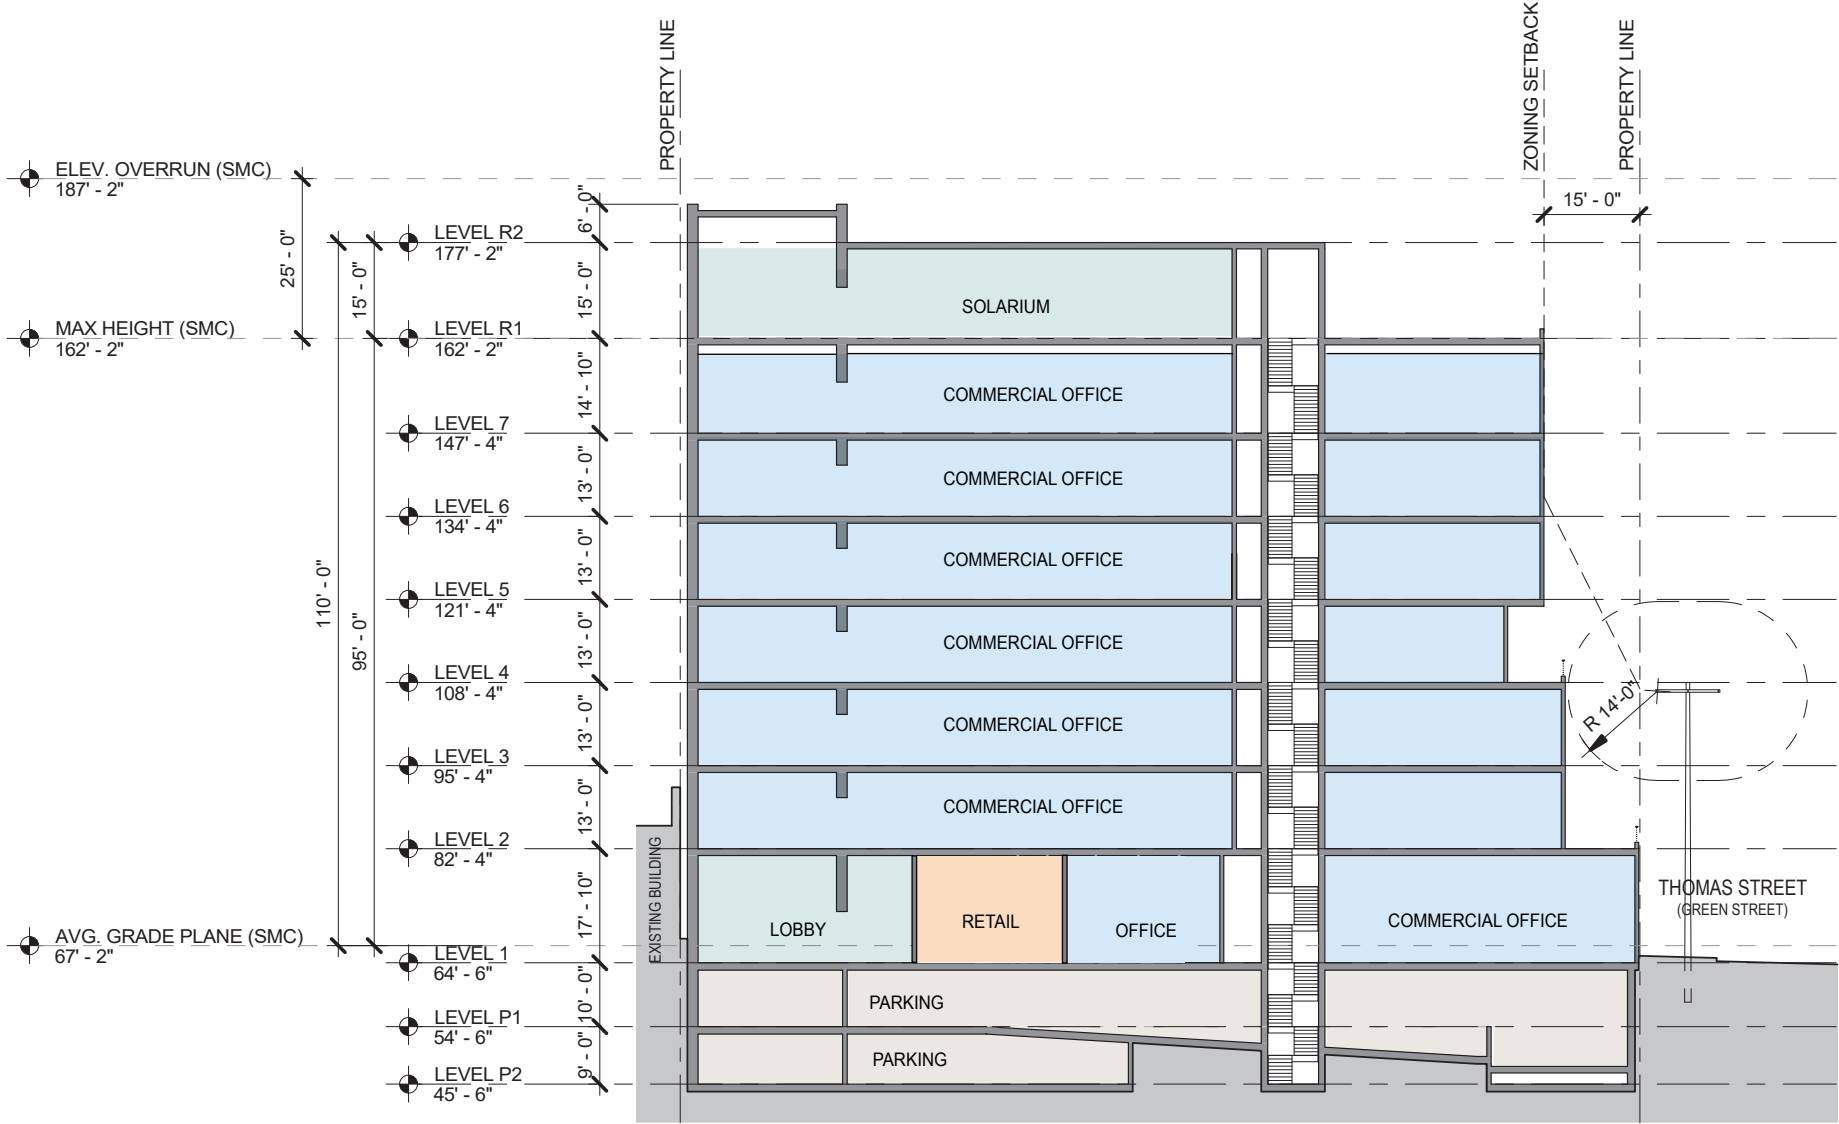 PROPERTY LINE
ZONING SETBACK
PROPERTY LINE
ELEV. OVERRUN (SMC)
187' - 2"
15' - 0"
6' - 0"
LEVEL R2
177' - 2"
25' - 0"
15' - 0"
15' - 0"
SOLARIUM
MAX HEIGHT (SMC)
162' - 2"
LEVEL R1
162' - 2"
14' - 10"
COMMERCIAL OFFICE
LEVEL 7
147' - 4"
13' - 0"
COMMERCIAL OFFICE
LEVEL 6
134' - 4"
13' - 0"
COMMERCIAL OFFICE
LEVEL 5
121' - 4"
110' - 0"
95' - 0"
13' - 0"
COMMERCIAL OFFICE
LEVEL 4
108' - 4"
R 14'-0"
13' - 0"
COMMERCIAL OFFICE
LEVEL 3
95' - 4"
13' - 0"
COMMERCIAL OFFICE
LEVEL 2
82' - 4"
EXISTING BUILDING
17' - 10"
LOBBY
RETAIL
OFFICE
COMMERCIAL OFFICE
THOMAS STREET
(GREEN STREET)
AVG. GRADE PLANE (SMC)
67' - 2"
LEVEL 1
64' - 6"
10' - 0"
PARKING
LEVEL P1
54' - 6"
9' - 0"
PARKING
LEVEL P2
45' - 6"